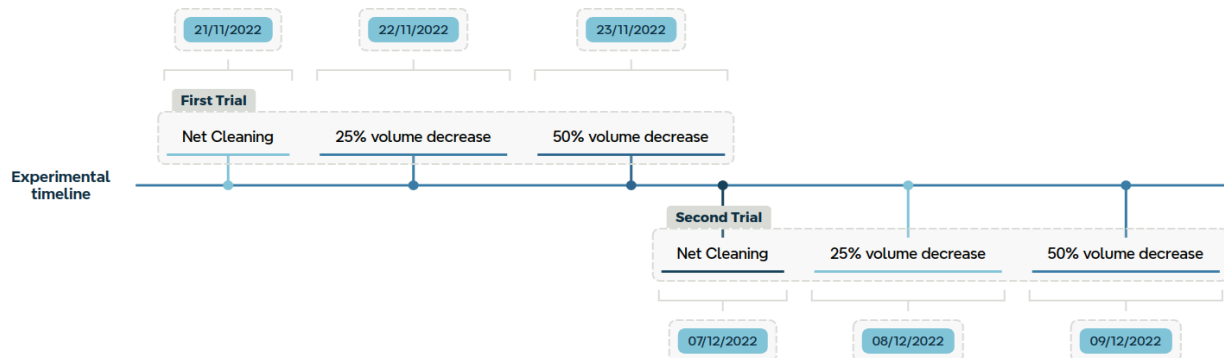 21/11/2022
22/11/2022
23/11/2022
First Trial
Net Cleaning
25% volume decrease
50% volume decrease
Experimental
timeline
Second Trial
Net Cleaning
25% volume decrease
50% volume decrease
07/12/2022
08/12/2022
09/12/2022